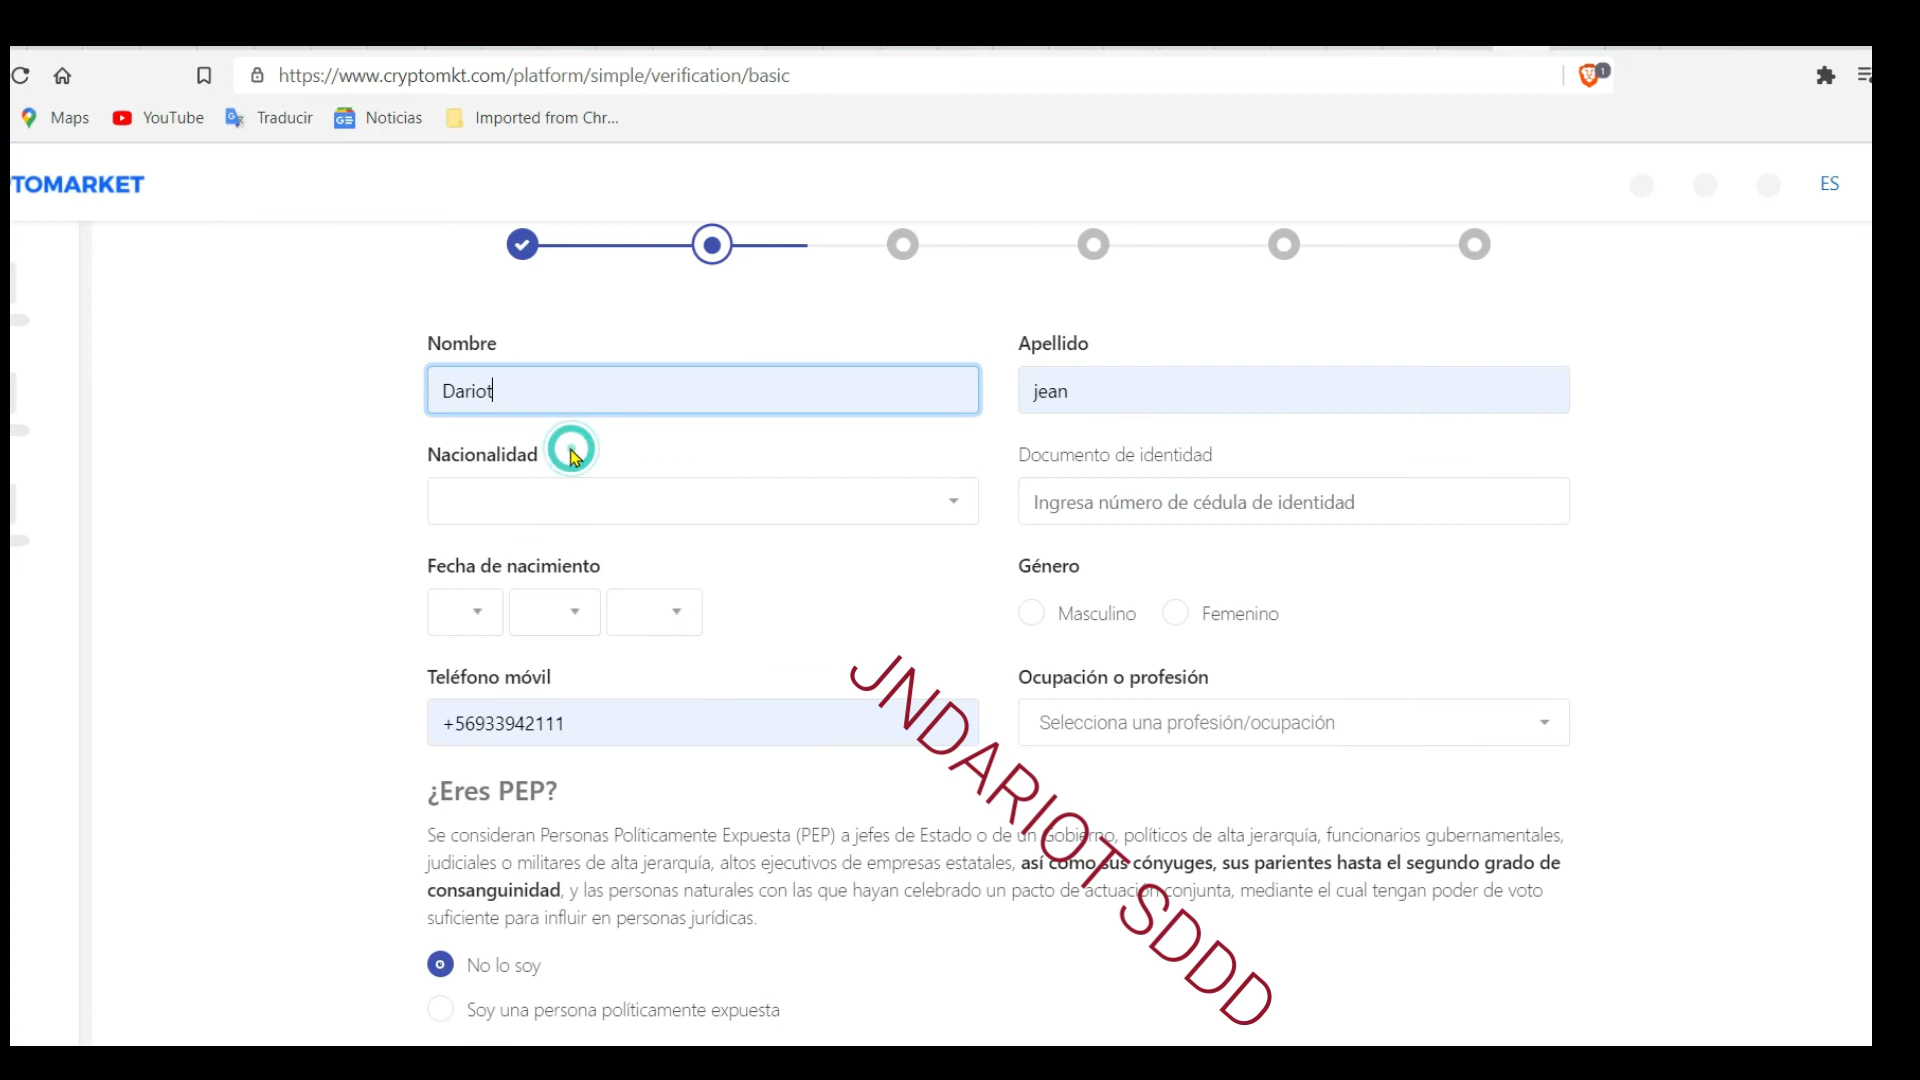 https://www.cryptomkt.com/platform/simple/verification/basic
1
Maps YouTube Traducir Noticias Imported from Chr...
TOMARKET
ES
Nombre
Apellido
Dariot
jean
Nacionalidad
Documento de identidad
Ingresa número de cédula de identidad
Fecha de nacimiento
Género
Masculino Femenino
Teléfono móvil
Ocupación o profesión
+56933942111
Selecciona una profesión/ocupación
¿Eres PEP?
Se consideran Personas Políticamente Expuesta (PEP) a jefes de Estado o de un Gobierno, políticos de alta jerarquía, funcionarios gubernamentales,
judiciales o militares de alta jerarquía, altos ejecutivos de empresas estatales, así como sus cónyuges, sus parientes hasta el segundo grado de
consanguinidad, y las personas naturales con las que hayan celebrado un pacto de actuación conjunta, mediante el cual tengan poder de voto
suficiente para influir en personas jurídicas.
No lo soy
Soy una persona políticamente expuesta
JNDARIOT SDDD